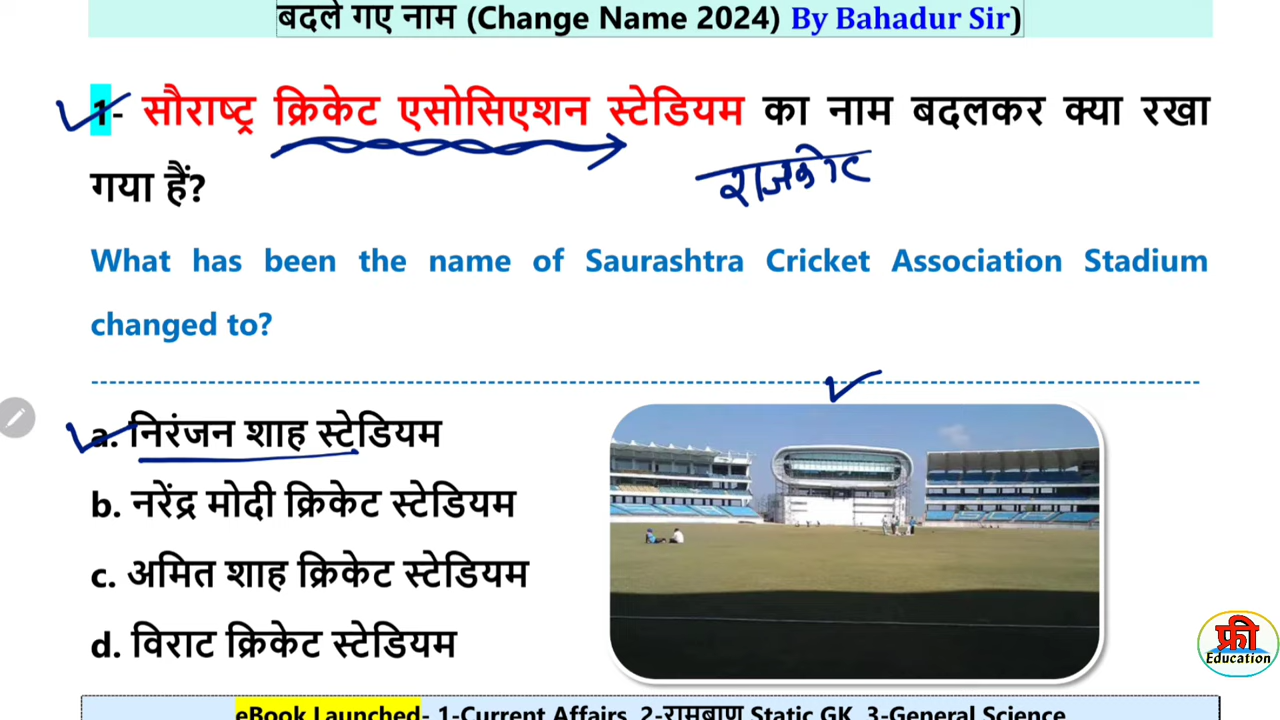 बदले गए नाम (Change Name 2024) By Bahadur Sir)
1- सौराष्ट्र क्रिकेट एसोसिएशन स्टेडियम का नाम बदलकर क्या रखा
गया हैं?
राजकोट
What has been the name of Saurashtra Cricket Association Stadium
changed to?
a. निरंजन शाह स्टेडियम
b. नरेंद्र मोदी क्रिकेट स्टेडियम
c. अमित शाह क्रिकेट स्टेडियम
d. विराट क्रिकेट स्टेडियम
फ्री
Education
eBook Launched- 1-Current Affairs, 2-रामबाण Static GK, 3-General Science